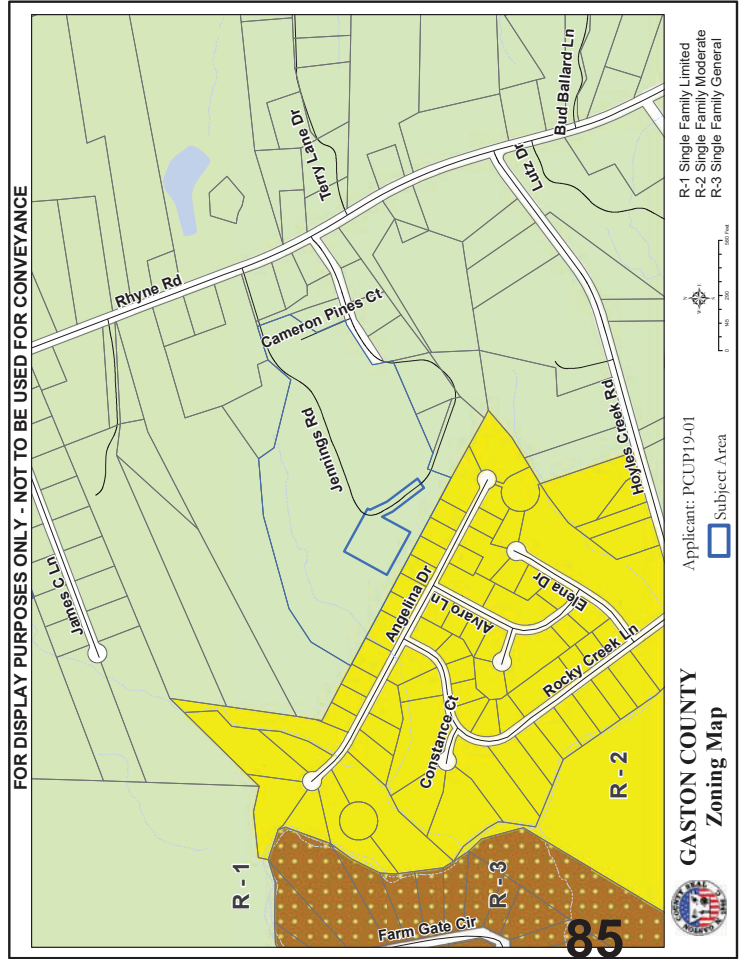 FOR DISPLAY PURPOSES ONLY - NOT TO BE USED FOR CONVEYANCE
James C Ln
Rhyne Rd
Terry Lane Dr
Bud Ballard Ln
Cameron Pines Ct
Jennings Rd
Lutz Dr
Hoyles Creek Rd
Angelina Dr
Alvaro Ln
Elena Dr
Constance Ct
Rocky Creek Ln
Farm Gate Cir
R - 1
R - 2
R - 3
GASTON COUNTY
Zoning Map
Applicant: PCUP19-01
Subject Area
R-1 Single Family Limited
R-2 Single Family Moderate
R-3 Single Family General
85